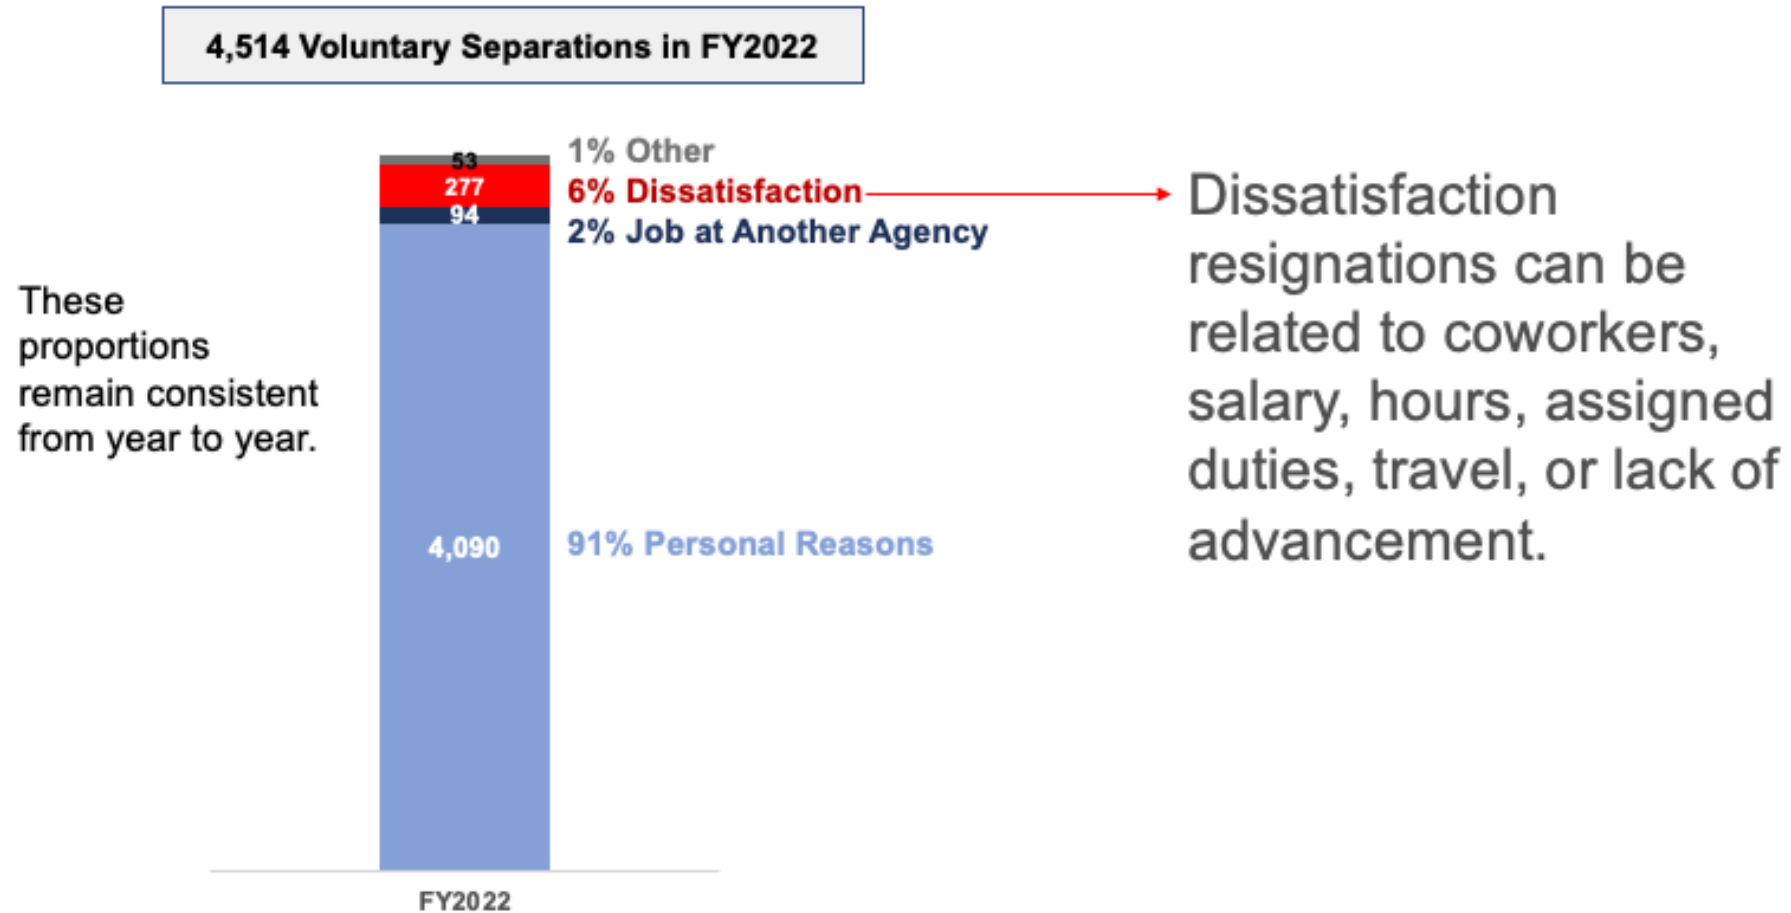 4,514 Voluntary Separations in FY2022
53
1% Other
277
6% Dissatisfaction
94
2% Job at Another Agency
These
proportions
remain consistent
from year to year.
4,090
91% Personal Reasons
FY2022
Dissatisfaction
resignations can be
related to coworkers,
salary, hours, assigned
duties, travel, or lack of
advancement.